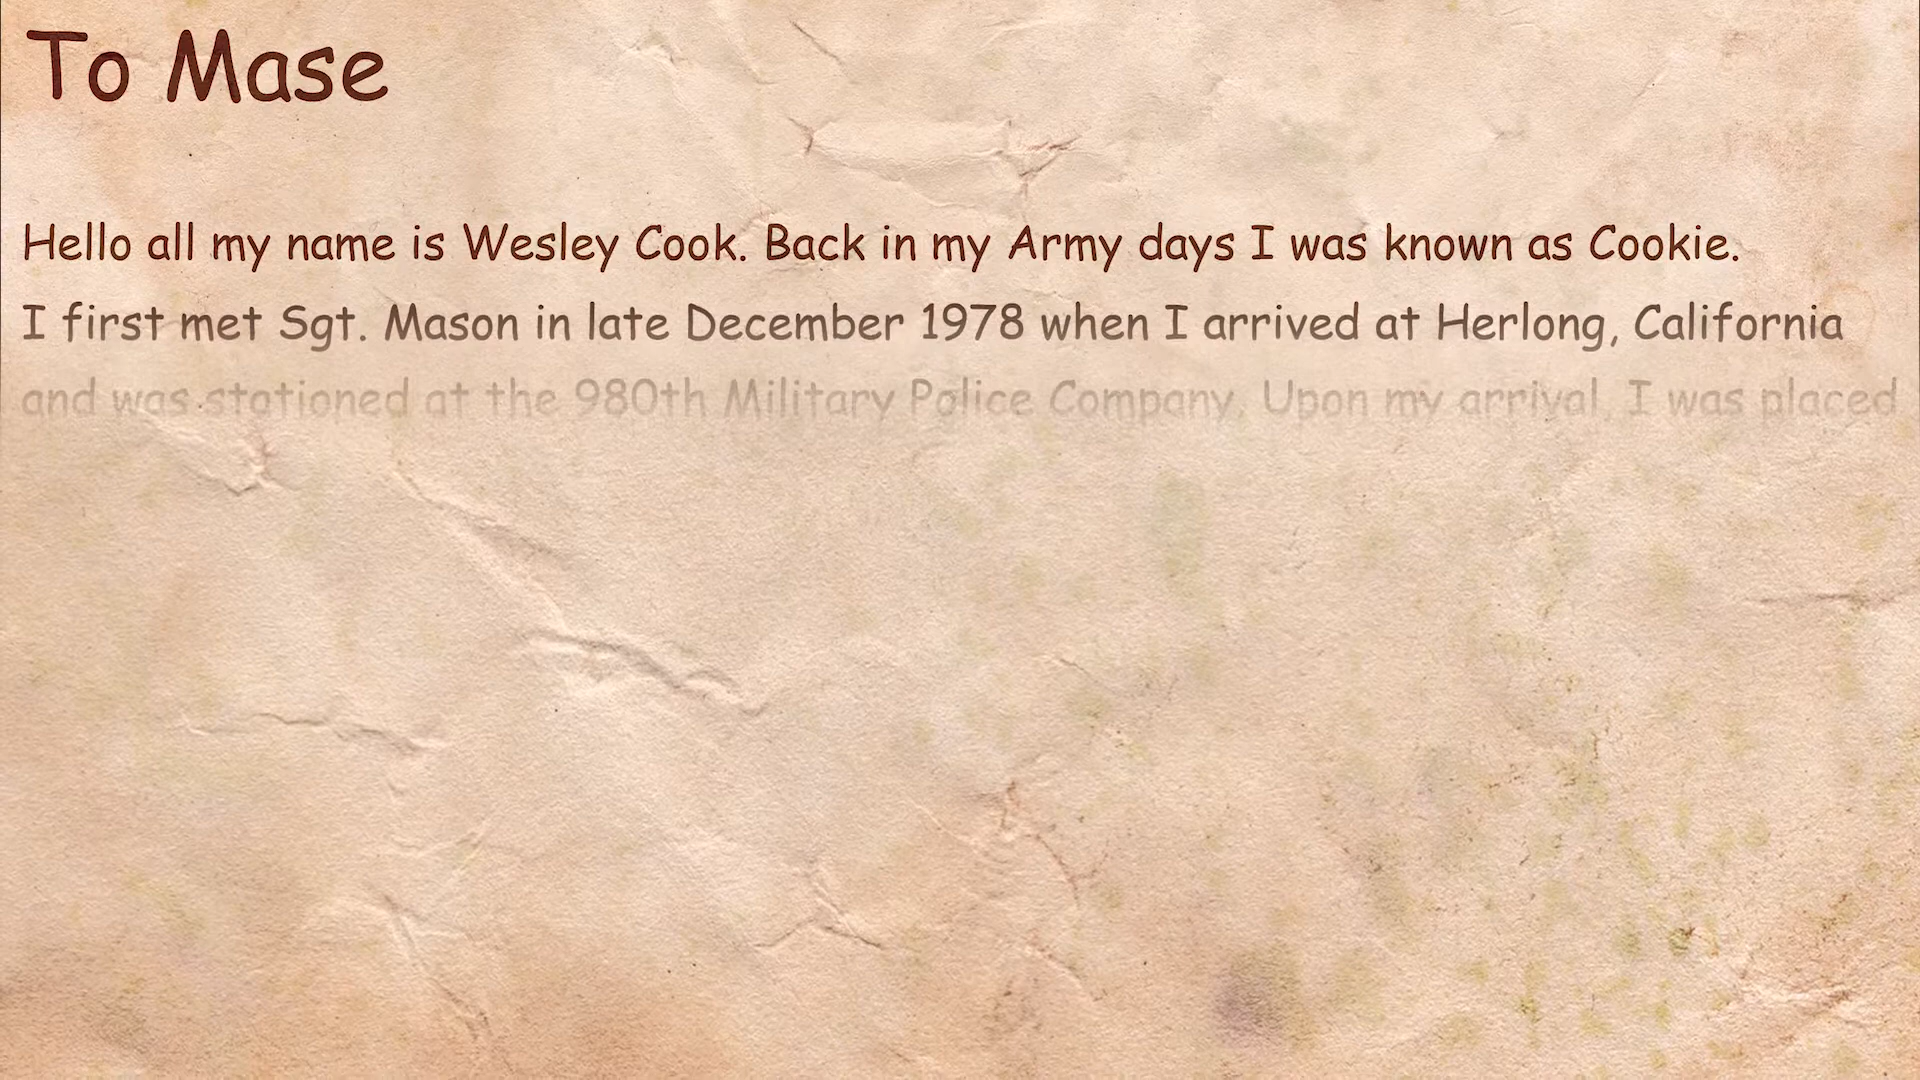 To Mase
Hello all my name is Wesley Cook. Back in my Army days I was known as Cookie.
I first met Sgt. Mason in late December 1978 when I arrived at Herlong, California
and was stationed at the 980th Military Police Company. Upon my arrival, I was placed